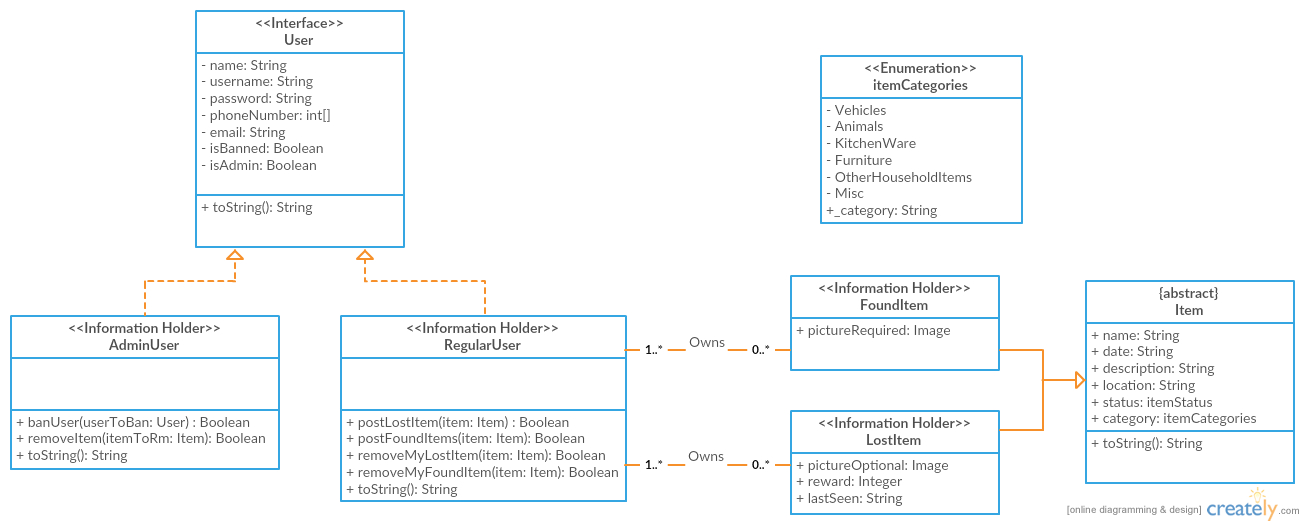 <<Interface>>
User
- name: String
- username: String
- password: String
- phoneNumber: int[]
- email: String
- isBanned: Boolean
- isAdmin: Boolean
+ toString(): String
<<Enumeration>>
itemCategories
- Vehicles
- Animals
- KitchenWare
- Furniture
- OtherHouseholdItems
- Misc
+_category: String
<<Information Holder>>
AdminUser
+ banUser(userToBan: User) : Boolean
+ removeItem(itemToRm: Item): Boolean
+ toString(): String
<<Information Holder>>
RegularUser
+ postLostItem(item: Item) : Boolean
+ postFoundItems(item: Item): Boolean
+ removeMyLostItem(item: Item): Boolean
+ removeMyFoundItem(item: Item): Boolean
+ toString(): String
1..* Owns 0..*
1..* Owns 0..*
<<Information Holder>>
FoundItem
+ pictureRequired: Image
<<Information Holder>>
LostItem
+ pictureOptional: Image
+ reward: Integer
+ lastSeen: String
{abstract}
Item
+ name: String
+ date: String
+ description: String
+ location: String
+ status: itemStatus
+ category: itemCategories
+ toString(): String
[online diagramming & design] creately.com